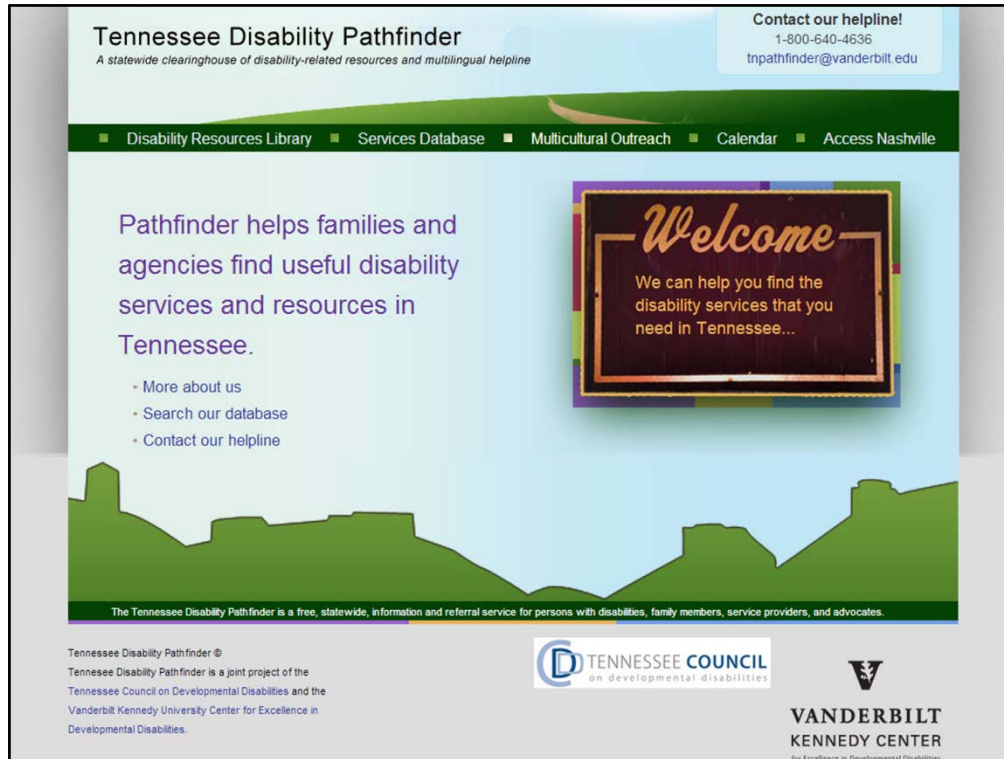 Tennessee Disability Pathfinder
A statewide clearinghouse of disability-related resources and multilingual helpline
Contact our helpline!
1-800-640-4636
tnpathfinder@vanderbilt.edu
Disability Resources Library Services Database Multicultural Outreach Calendar Access Nashville
Pathfinder helps families and
agencies find useful disability
services and resources in
Tennessee.
• More about us
• Search our database
• Contact our helpline
Welcome
We can help you find the
disability services that you
need in Tennessee...
The Tennessee Disability Pathfinder is a free, statewide, information and referral service for persons with disabilities, family members, service providers, and advocates.
Tennessee Disability Pathfinder ©
Tennesee Disability Pathfinder is a joint project of the
Tennessee Council on Developmental Disabilities and the
Vanderbilt Kennedy University Center for Excellence in
Developmental Disabilities.
CDD TENNESSEE COUNCIL
on developmental disabilities
V
VANDERBILT
KENNEDY CENTER
for Excellence in Developmental Disabilities